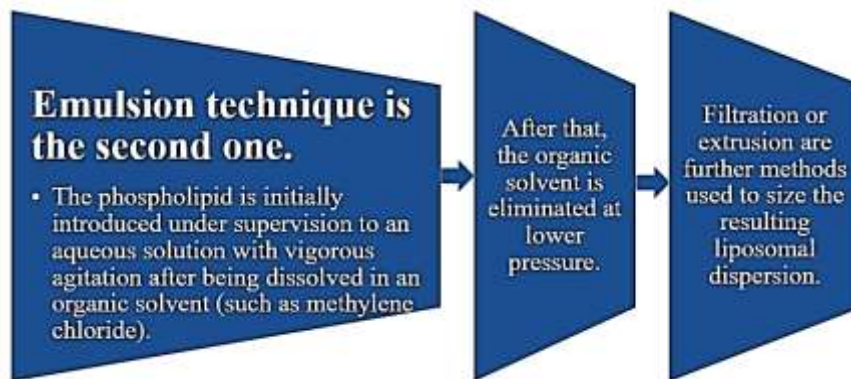 Emulsion technique is
the second one.
• The phospholipid is initially
introduced under supervision to an
aqueous solution with vigorous
agitation after being dissolved in an
organic solvent (such as methylene
chloride).
After that,
the organic
solvent is
eliminated at
lower
pressure.
Filtration or
extrusion are
further methods
used to size the
resulting
liposomal
dispersion.